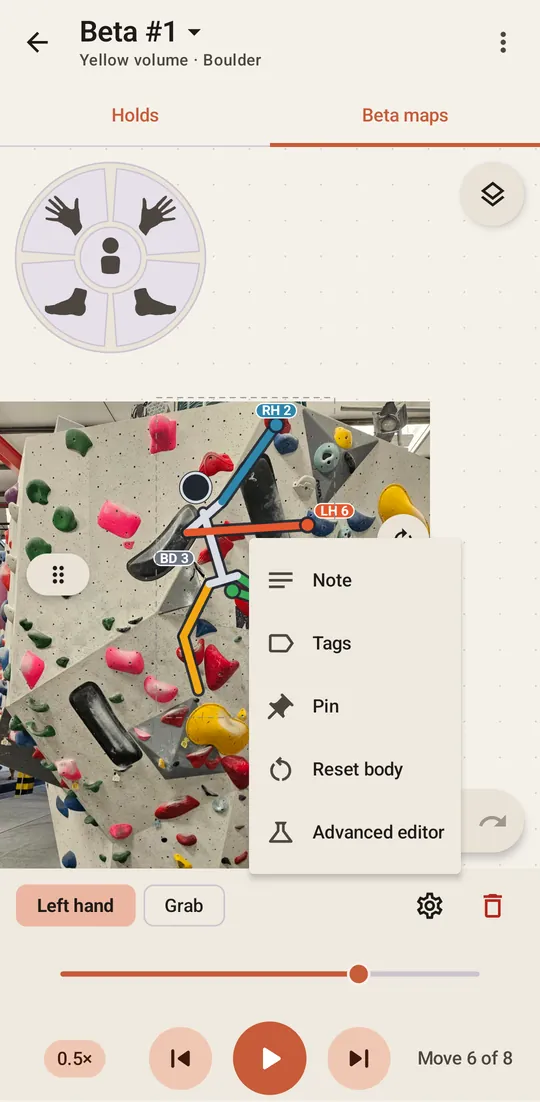 Beta #1
Yellow volume · Boulder
Holds
Beta maps
RH 2
LH 6
BD 3
Note
Tags
Pin
Reset body
Advanced editor
Left hand
Grab
0.5×
Move 6 of 8